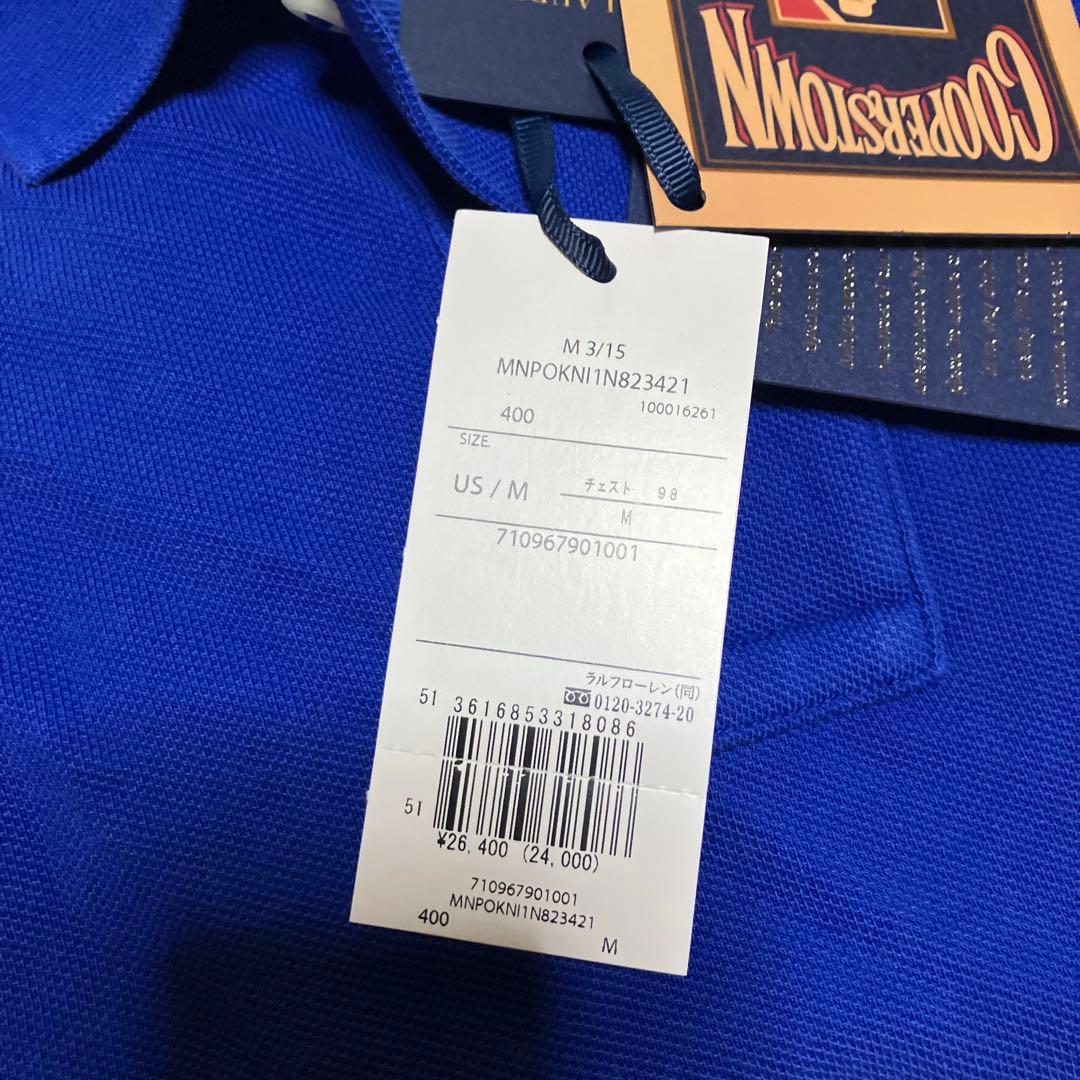 LAUR
COOPERSTOWN
M 3/15
MNPOKNI1N823421
100016261
400
SIZE
US / M
チェスト 98
M
710967901001
ラルフローレン(同)
0120-3274-20
51 3616853318086
51
¥26,400 (24,000)
710967901001
MNPOKNI1N823421
400
M